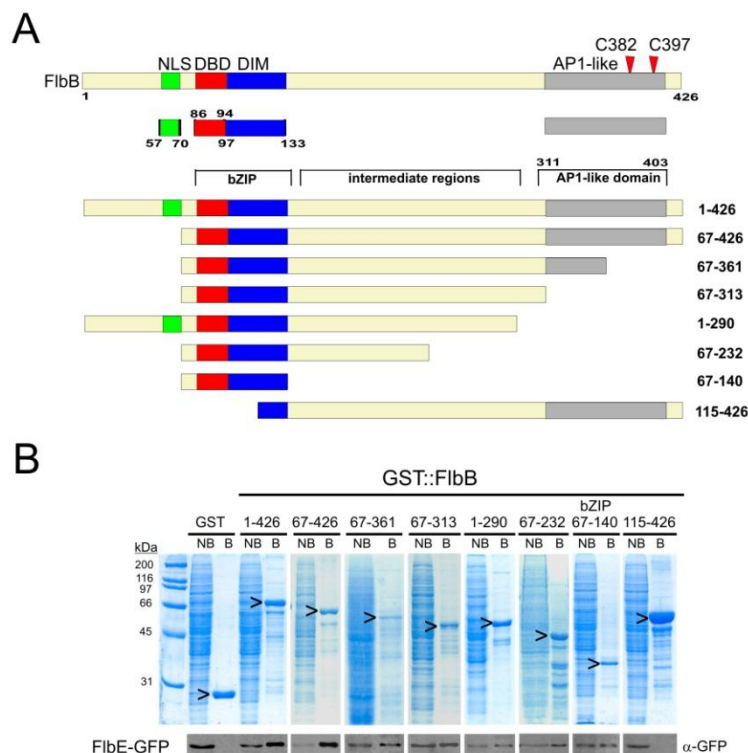 A
C382 C397
NLS DBD DIM AP1-like
FlbB
1 426
86 94
57 70 97 133
311 403
bZIP intermediate regions AP1-like domain
1-426
67-426
67-361
67-313
1-290
67-232
67-140
115-426
B
GST::FlbB
bZIP
GST 1-426 67-426 67-361 67-313 1-290 67-232 67-140 115-426
kDa NB B NB B NB B NB B NB B NB B NB B NB B NB B
200
116
97
66
45
31
> > > > > > > > >
FlbE-GFP α-GFP